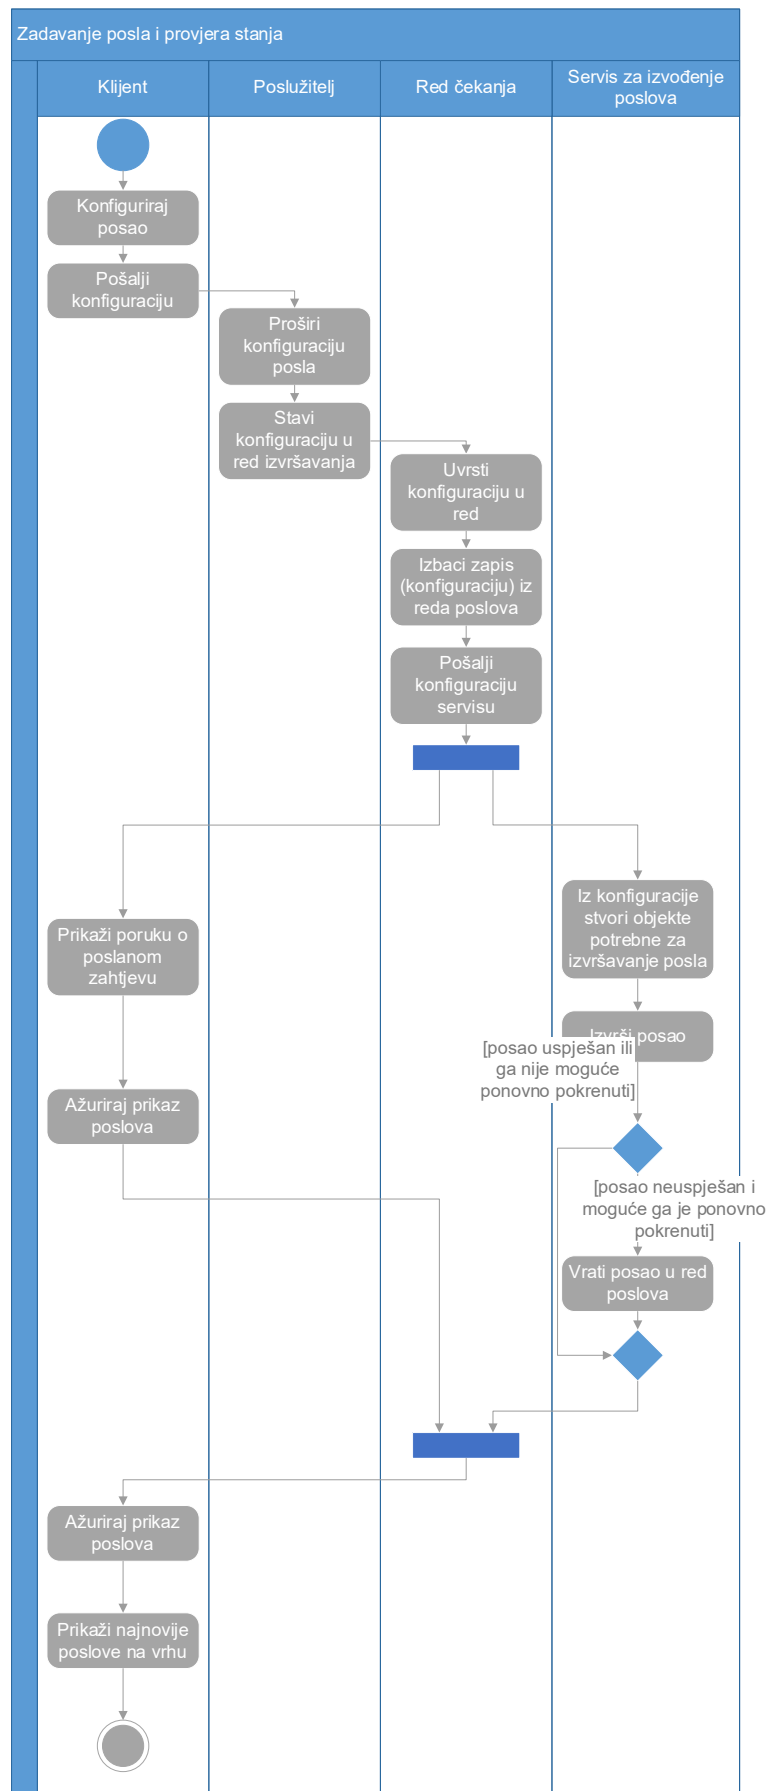 Zadavanje posla i provjera stanja
Klijent
Poslužitelj
Red čekanja
Servis za izvođenje
poslova
Konfiguriraj
posao
Pošalji
konfiguraciju
Proširi
konfiguraciju
posla
Stavi
konfiguraciju u
red izvršavanja
Uvrsti
konfiguraciju u
red
Izbaci zapis
(konfiguraciju) iz
reda poslova
Pošalji
konfiguraciju
servisu
Prikaži poruku o
poslanom
zahtjevu
Iz konfiguracije
stvori objekte
potrebne za
izvršavanje posla
Izvrši posao
[posao uspješan ili
ga nije moguće
ponovno pokrenuti]
Ažuriraj prikaz
poslova
[posao neuspješan i
moguće ga je ponovno
pokrenuti]
Vrati posao u red
poslova
Ažuriraj prikaz
poslova
Prikaži najnovije
poslove na vrhu